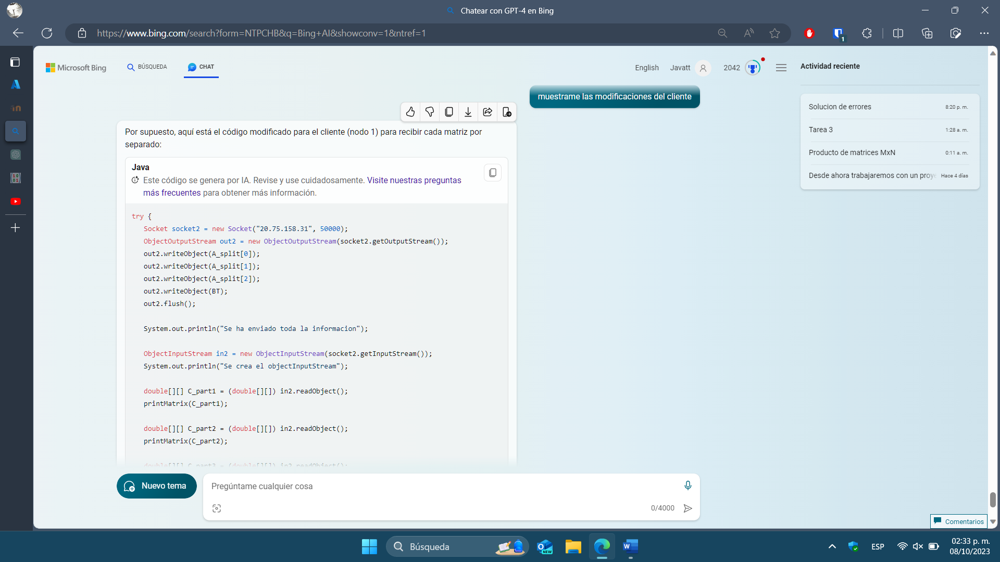 Chatear con GPT-4 en Bing
https://www.bing.com/search?form=NTPCHB&q=Bing+AI&showconv=1&ntref=1
1
Microsoft Bing
BÚSQUEDA
CHAT
English
Javatt
2042
Actividad reciente
muestrame las modificaciones del cliente
Solucion de errores 8:20 p. m.
Tarea 3 1:28 a. m.
Producto de matrices MxN 0:11 a. m.
Desde ahora trabajaremos con un proye Hace 4 días
Por supuesto, aquí está el código modificado para el cliente (nodo 1) para recibir cada matriz por
separado:
Java
Este código se genera por IA. Revise y use cuidadosamente. Visite nuestras preguntas
más frecuentes para obtener más información.
try {
Socket socket2 = new Socket("20.75.158.31", 50000);
ObjectOutputStream out2 = new ObjectOutputStream(socket2.getOutputStream());
out2.writeObject(A_split[0]);
out2.writeObject(A_split[1]);
out2.writeObject(A_split[2]);
out2.writeObject(BT);
out2.flush();
System.out.println("Se ha enviado toda la informacion");
ObjectInputStream in2 = new ObjectInputStream(socket2.getInputStream());
System.out.println("Se crea el objectInputStream");
double[][] C_part1 = (double[][]) in2.readObject();
printMatrix(C_part1);
double[][] C_part2 = (double[][]) in2.readObject();
printMatrix(C_part2);
double[][] C_part3 = (double[][]) in2.readObject();
Nuevo tema
Pregúntame cualquier cosa
0/4000
Comentarios
Búsqueda
NEW
ESP
02:33 p. m.
08/10/2023